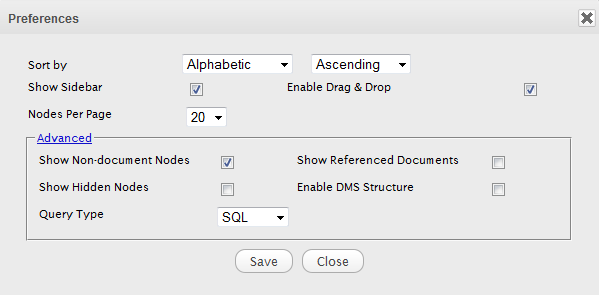 Preferences
Sort by Alphabetic Ascending
Show Sidebar Enable Drag & Drop
Nodes Per Page 20
Advanced
Show Non-document Nodes Show Referenced Documents
Show Hidden Nodes Enable DMS Structure
Query Type SQL
Save Close